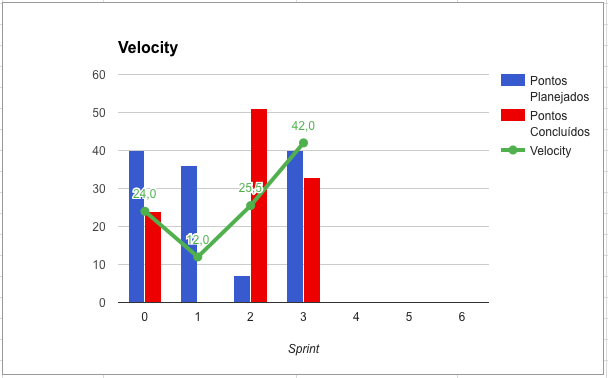 Velocity
60
50
40
30
20
10
0
24,0
12,0
25,5
42,0
0 1 2 3 4 5 6
Sprint
Pontos
Planejados
Pontos
Concluídos
Velocity